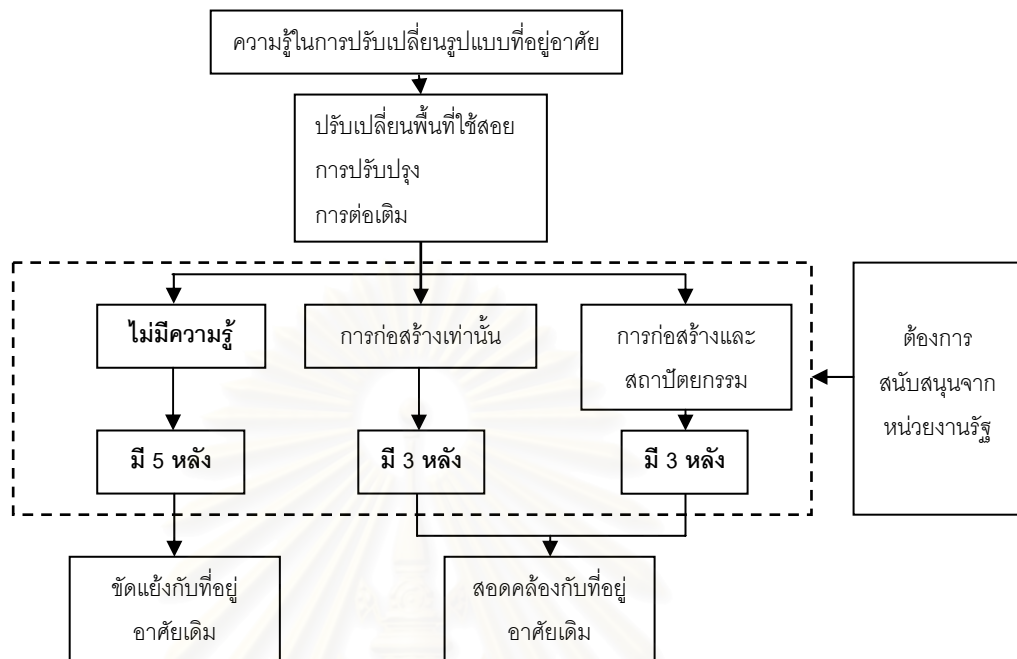 ความรู้ในการปรับเปลี่ยนรูปแบบที่อยู่อาศัย
ปรับเปลี่ยนพื้นที่ใช้สอย
การปรับปรุง
การต่อเติม
ไม่มีความรู้
การก่อสร้างเท่านั้น
การก่อสร้างและ
สถาปัตยกรรม
ต้องการ
สนับสนุนจาก
หน่วยงานรัฐ
มี 5 หลัง
มี 3 หลัง
มี 3 หลัง
ขัดแย้งกับที่อยู่
อาศัยเดิม
สอดคล้องกับที่อยู่
อาศัยเดิม